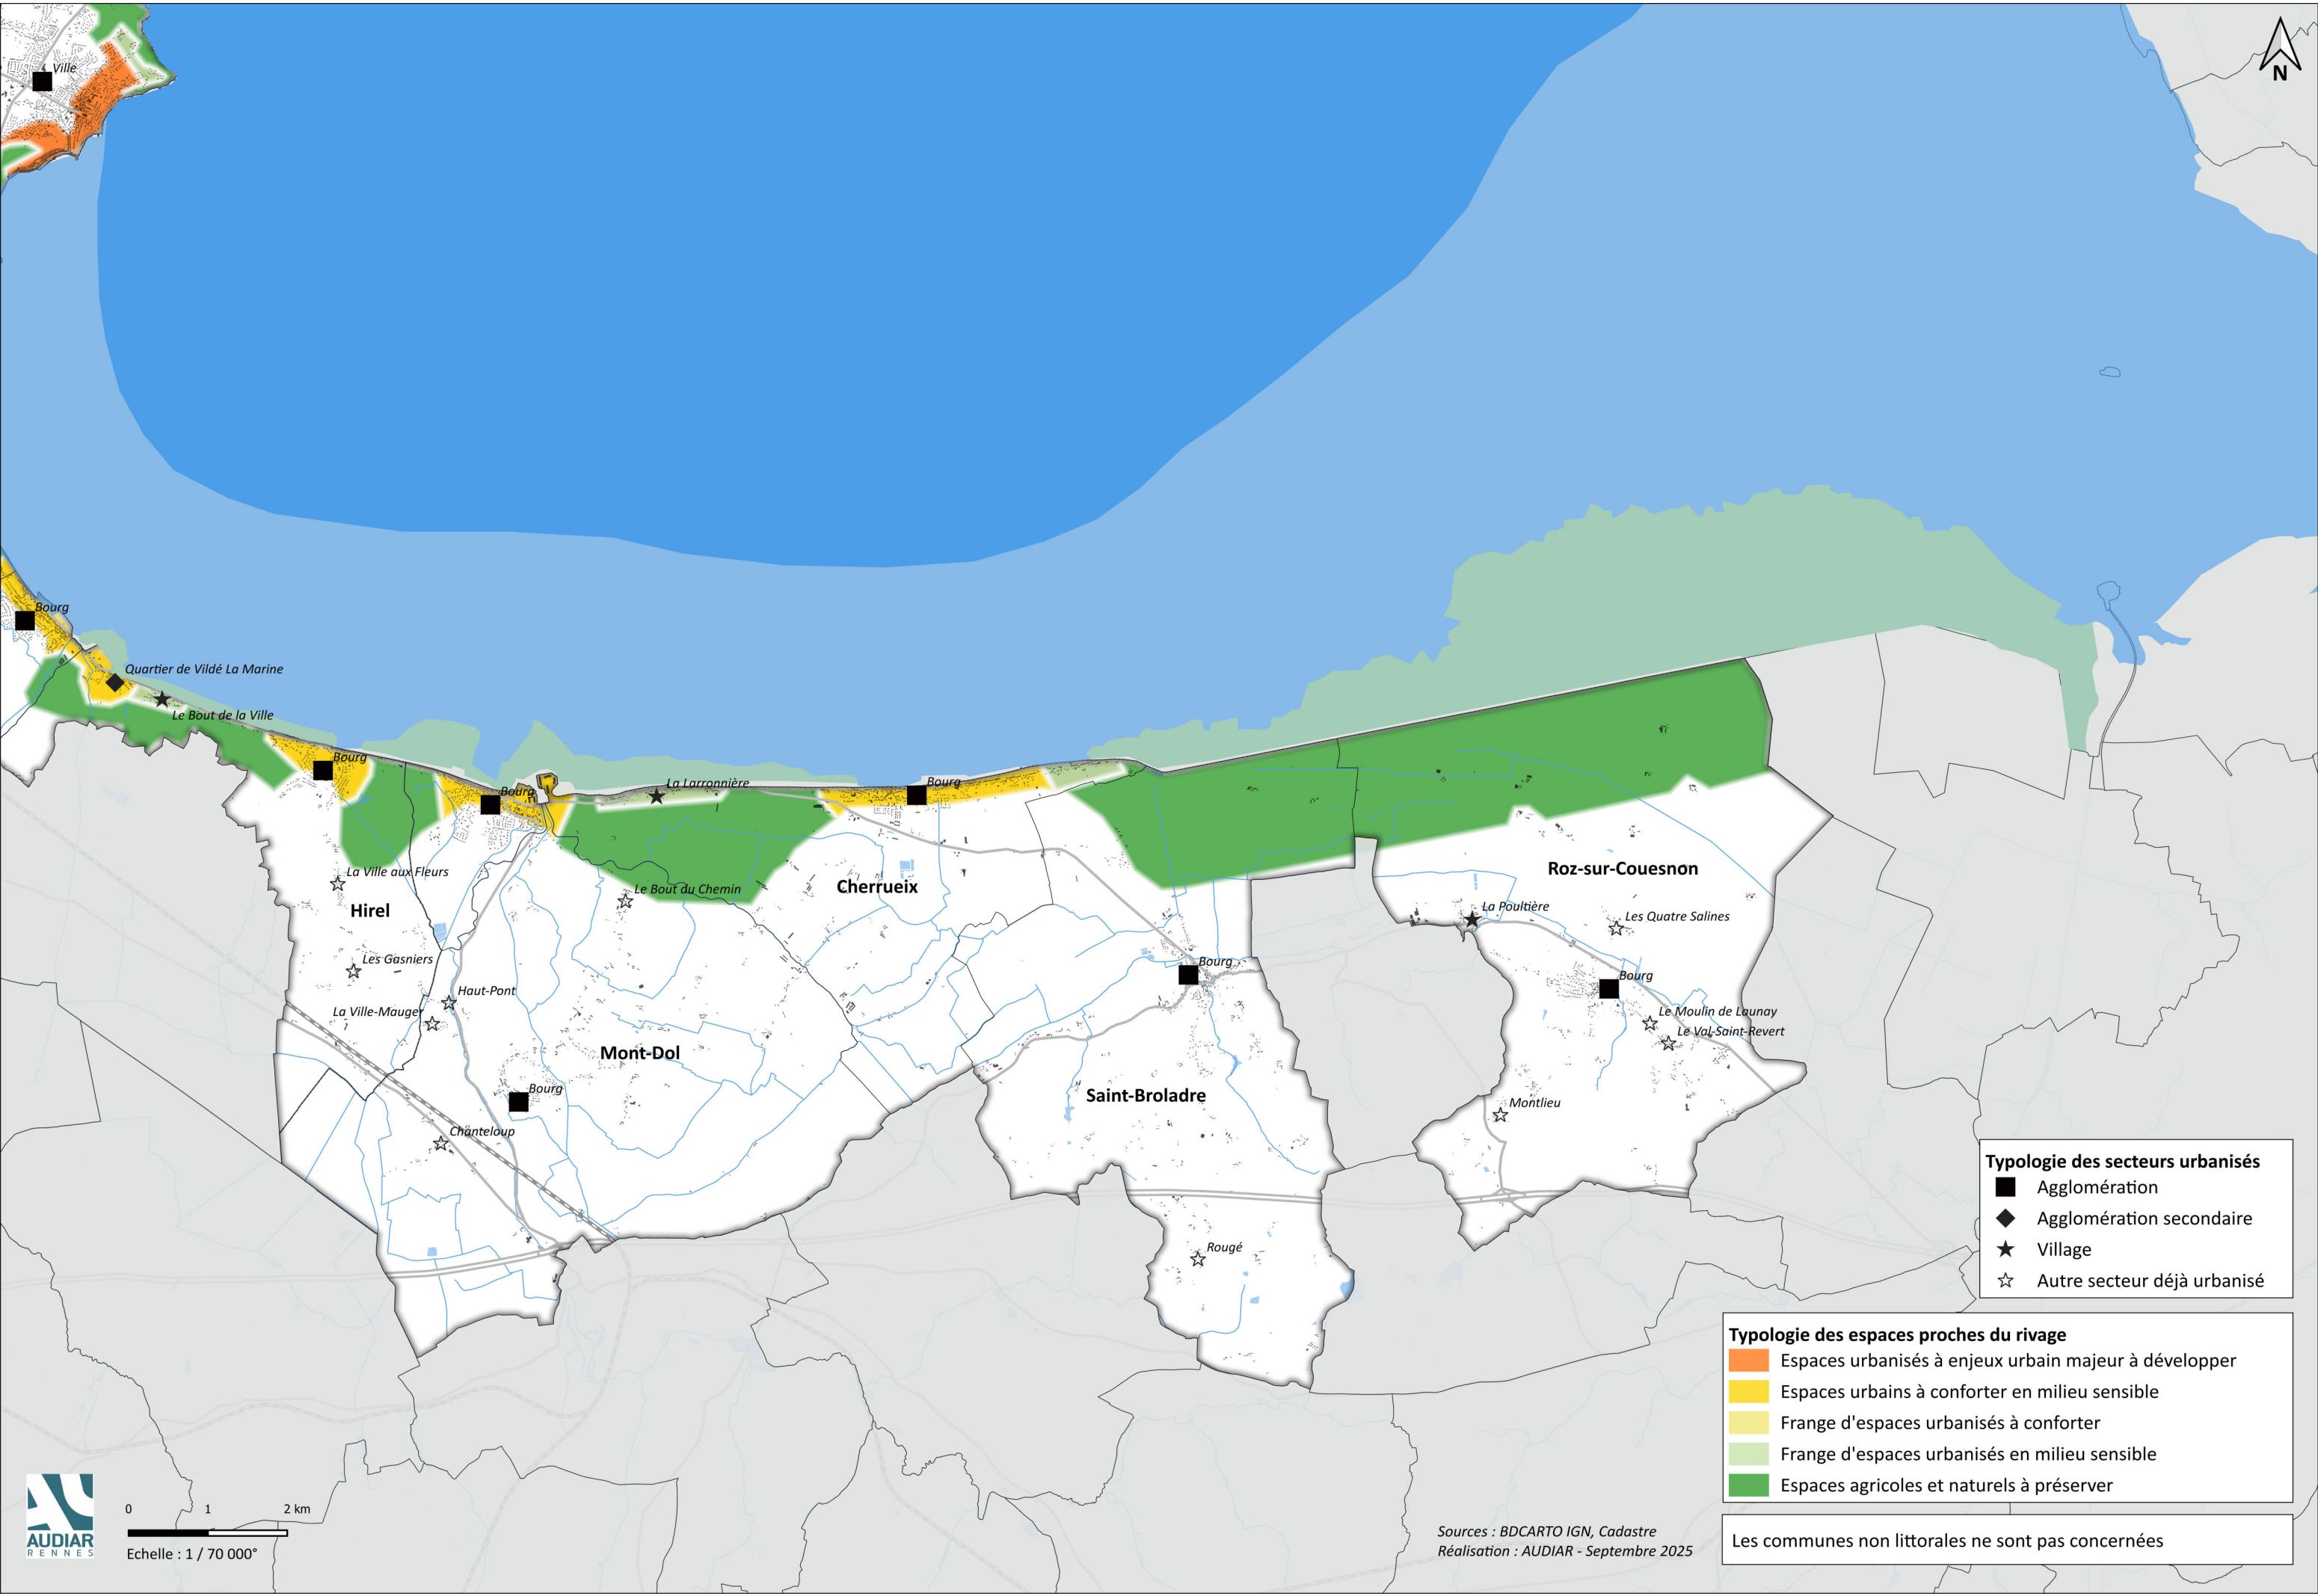 Ville
N
Bourg
Quartier de Vildé La Marine
Le Bout de la Ville
Bourg
Bourg
La Larronnière
Bourg
La Ville aux Fleurs
Hirel
Le Bout du Chemin
Cherrueix
Roz-sur-Couesnon
La Poultière
Les Quatre Salines
Les Gasniers
Haut-Pont
La Ville-Mauger
Bourg
Bourg
Le Moulin de Launay
Le Val-Saint-Revert
Mont-Dol
Bourg
Saint-Broladre
Montlieu
Chanteloup
Rougé
Typologie des secteurs urbanisés
Agglomération
Agglomération secondaire
Village
Autre secteur déjà urbanisé
Typologie des espaces proches du rivage
Espaces urbanisés à enjeux urbain majeur à développer
Espaces urbains à conforter en milieu sensible
Frange d'espaces urbanisés à conforter
Frange d'espaces urbanisés en milieu sensible
Espaces agricoles et naturels à préserver
Les communes non littorales ne sont pas concernées
AUDIAR
RENNES
0 1 2 km
Echelle : 1 / 70 000°
Sources : BDCARTO IGN, Cadastre
Réalisation : AUDIAR - Septembre 2025